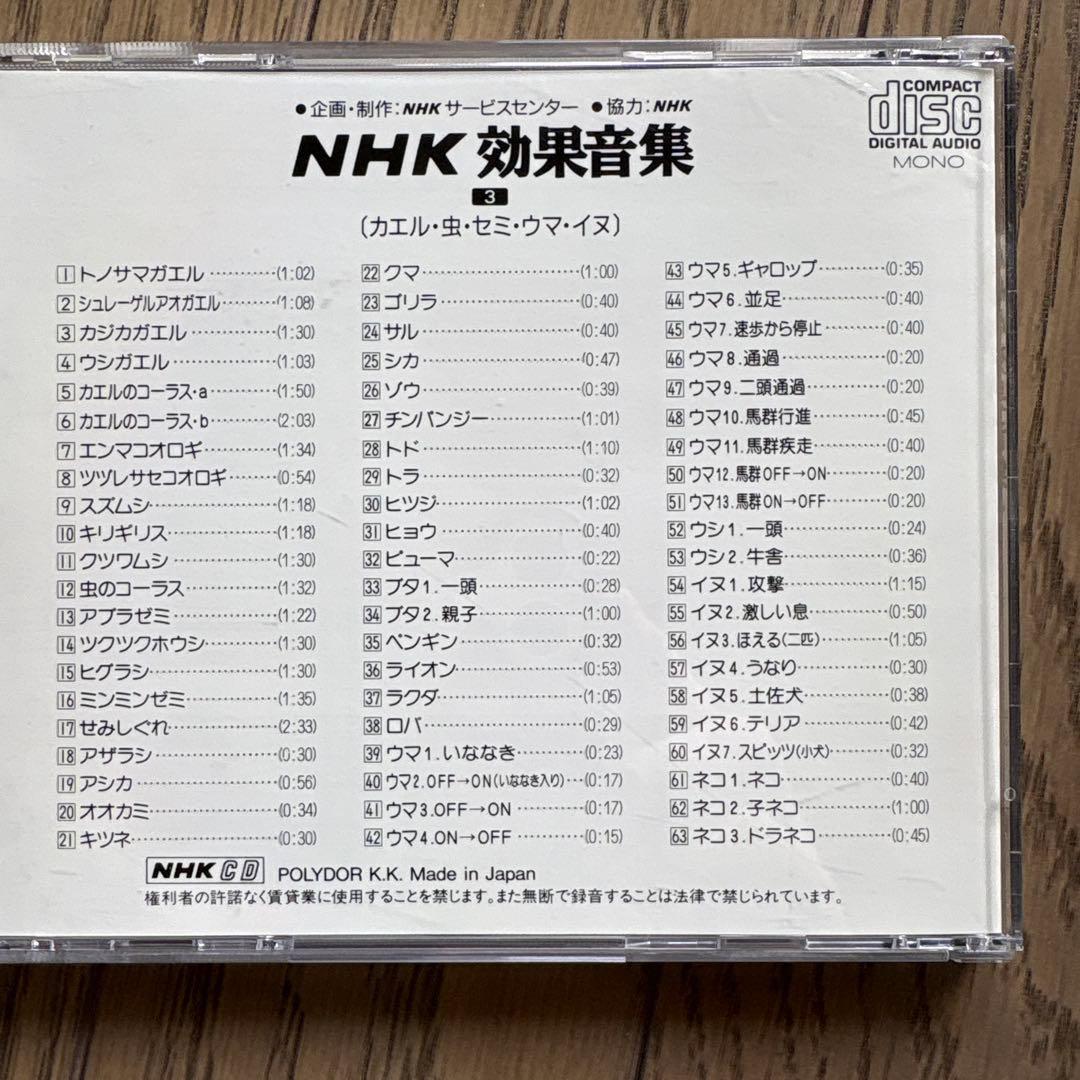 ●企画・制作：NHKサービスセンター ●協力：NHK
COMPACT
disc
DIGITAL AUDIO
MONO
NHK 効果音集
3
〔カエル・虫・セミ・ウマ・イヌ〕
1 トノサマガエル…………(1:02)
2 シュレーゲルアオガエル…………(1:08)
3 カジカガエル…………(1:30)
4 ウシガエル…………(1:03)
5 カエルのコーラス・a…………(1:50)
6 カエルのコーラス・b…………(2:03)
7 エンマコオロギ…………(1:34)
8 ツヅレサセコオロギ…………(0:54)
9 スズムシ…………(1:18)
10 キリギリス…………(1:18)
11 クツワムシ…………(1:30)
12 虫のコーラス…………(1:32)
13 アブラゼミ…………(1:22)
14 ツクツクホウシ…………(1:30)
15 ヒグラシ…………(1:30)
16 ミンミンゼミ…………(1:35)
17 せみしぐれ…………(2:33)
18 アザラシ…………(0:30)
19 アシカ…………(0:56)
20 オオカミ…………(0:34)
21 キツネ…………(0:30)
22 クマ…………(1:00)
23 ゴリラ…………(0:40)
24 サル…………(0:40)
25 シカ…………(0:47)
26 ゾウ…………(0:39)
27 チンパンジー…………(1:01)
28 トド…………(1:10)
29 トラ…………(0:32)
30 ヒツジ…………(1:02)
31 ヒョウ…………(0:40)
32 ピューマ…………(0:22)
33 ブタ1.一頭…………(0:28)
34 ブタ2.親子…………(1:00)
35 ペンギン…………(0:32)
36 ライオン…………(0:53)
37 ラクダ…………(1:05)
38 ロバ…………(0:29)
39 ウマ1.いななき…………(0:23)
40 ウマ2.OFF→ON(いななき入り)…(0:17)
41 ウマ3.OFF→ON…………(0:17)
42 ウマ4.ON→OFF…………(0:15)
43 ウマ5.ギャロップ…………(0:35)
44 ウマ6.並足…………(0:40)
45 ウマ7.速歩から停止…………(0:40)
46 ウマ8.通過…………(0:20)
47 ウマ9.二頭通過…………(0:20)
48 ウマ10.馬群行進…………(0:45)
49 ウマ11.馬群疾走…………(0:40)
50 ウマ12.馬群OFF→ON…………(0:20)
51 ウマ13.馬群ON→OFF…………(0:20)
52 ウシ1.一頭…………(0:24)
53 ウシ2.牛舎…………(0:36)
54 イヌ1.攻撃…………(1:15)
55 イヌ2.激しい息…………(0:50)
56 イヌ3.ほえる(二匹)…………(1:05)
57 イヌ4.うなり…………(0:30)
58 イヌ5.土佐犬…………(0:38)
59 イヌ6.テリア…………(0:42)
60 イヌ7.スピッツ(小犬)…………(0:32)
61 ネコ1.ネコ…………(0:40)
62 ネコ2.子ネコ…………(1:00)
63 ネコ3.ドラネコ…………(0:45)
NHK CD POLYDOR K.K. Made in Japan
権利者の許諾なく賃貸業に使用することを禁じます。また無断で録音することは法律で禁じられています。